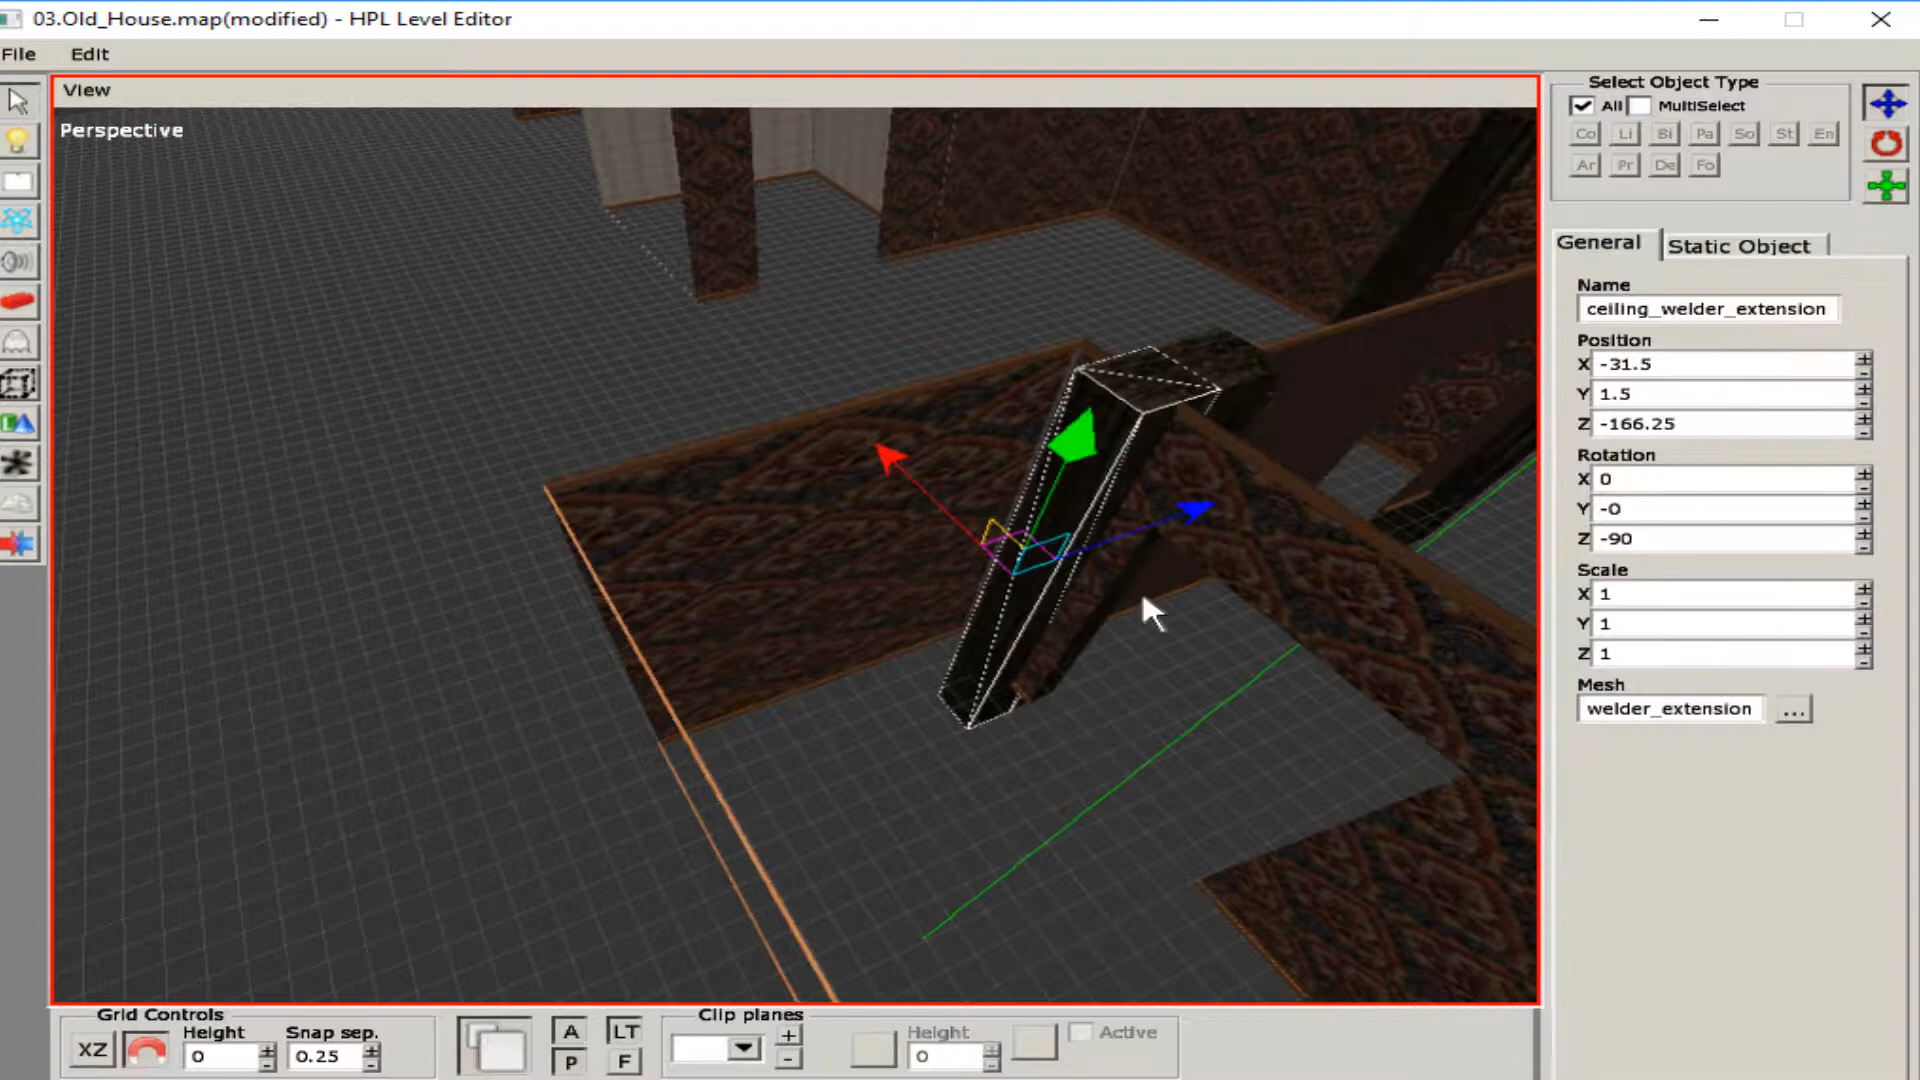 03.Old_House.map(modified) - HPL Level Editor
File Edit
View
Perspective
Select Object Type
All MultiSelect
Co Li Bi Pa So St En
Ar Pr De Fo
General Static Object
Name
ceiling_welder_extension
Position
X -31.5 + -
Y 1.5 + -
Z -166.25 + -
Rotation
X 0 + -
Y -0 + -
Z -90 + -
Scale
X 1 + -
Y 1 + -
Z 1 + -
Mesh
welder_extension ...
Grid Controls
XZ Height 0 + - Snap sep. 0.25 + -
A LT
P F
Clip planes
+ -
Height 0 + - Active